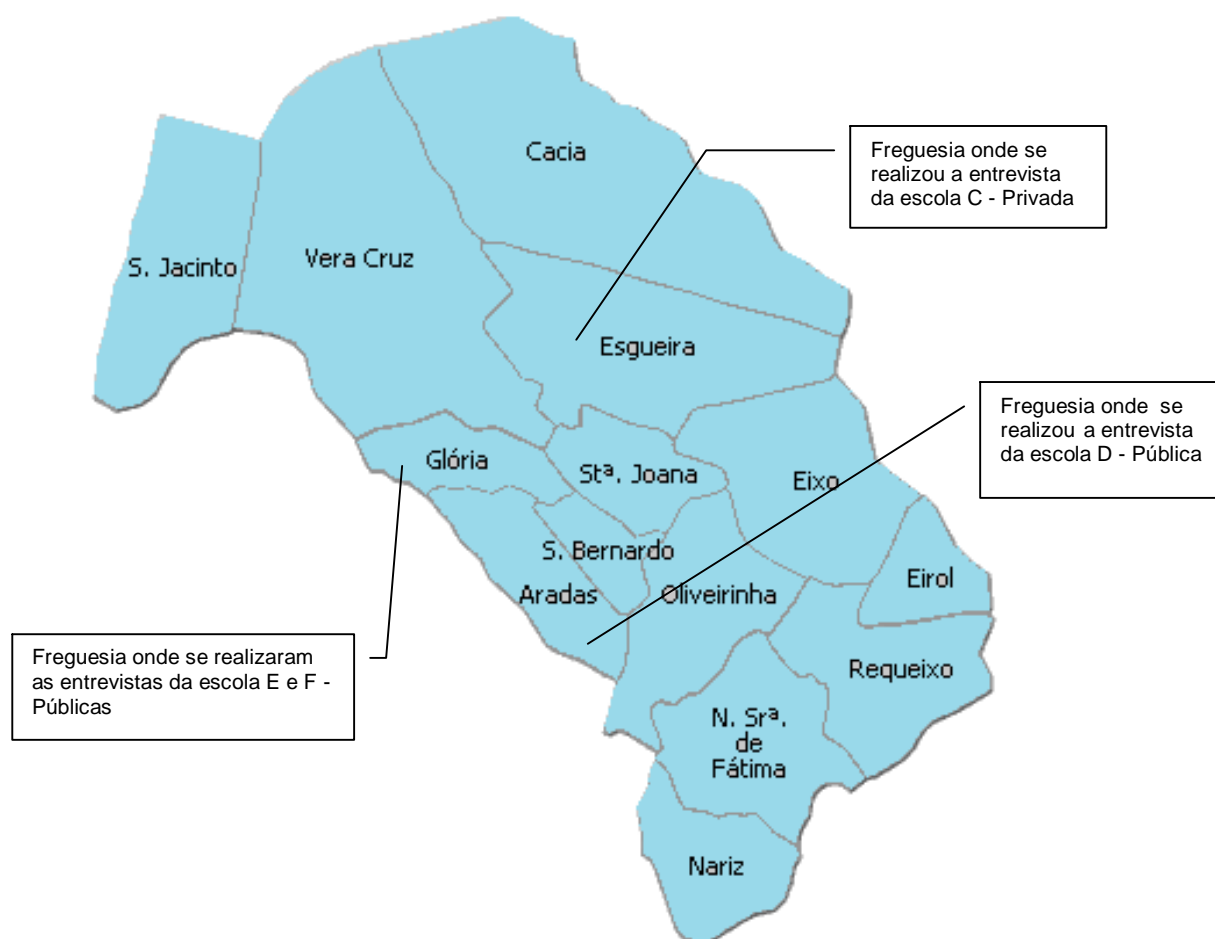 Cacia
Freguesia onde se
realizou a entrevista
da escola C - Privada
S. Jacinto
Vera Cruz
Esgueira
Freguesia onde se
realizou a entrevista
da escola D - Pública
Glória
Stª. Joana
Eixo
S. Bernardo
Aradas
Oliveirinha
Eirol
Freguesia onde se realizaram
as entrevistas da escola E e F -
Públicas
Requeixo
N. Srª.
de
Fátima
Nariz